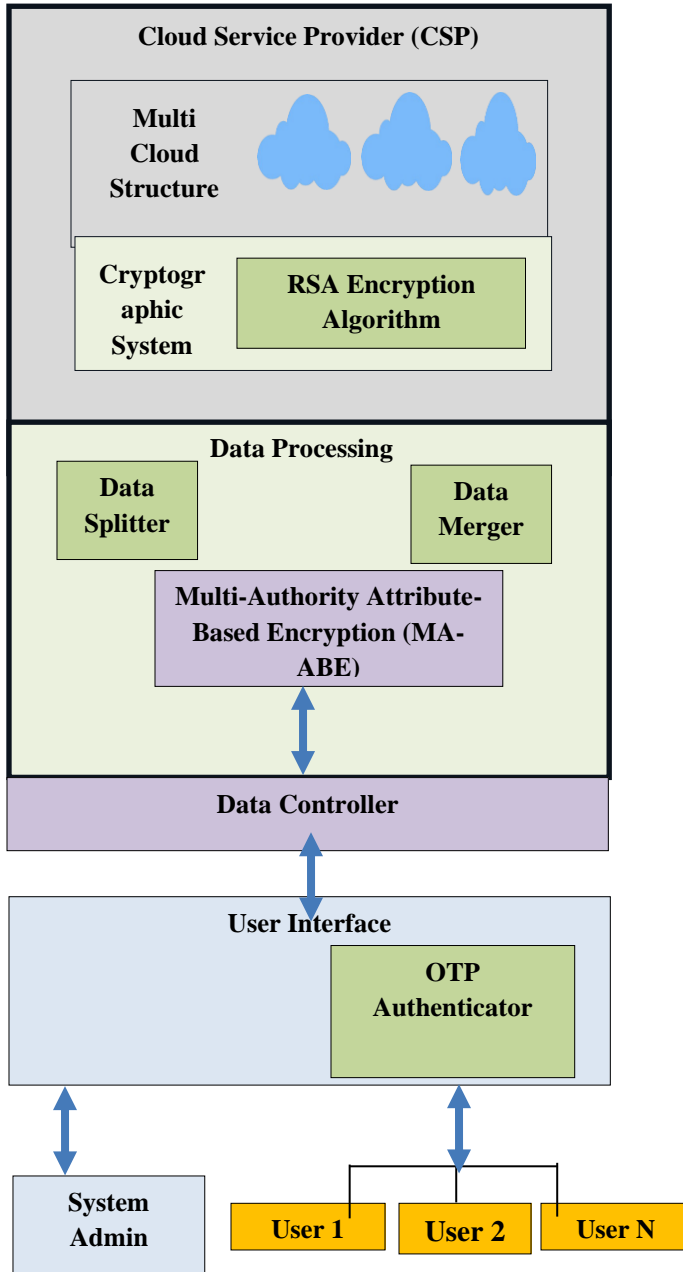 Cloud Service Provider (CSP)
Multi
Cloud
Structure
Cryptogr
aphic
System
RSA Encryption
Algorithm
Data Processing
Data
Splitter
Data
Merger
Multi-Authority Attribute-
Based Encryption (MA-
ABE)
Data Controller
User Interface
OTP
Authenticator
System
Admin
User 1
User 2
User N